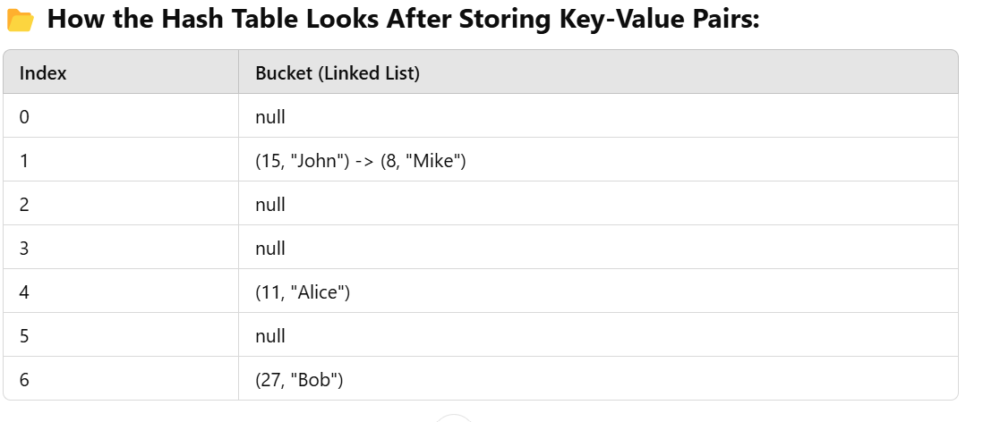 📂 How the Hash Table Looks After Storing Key-Value Pairs:
Index Bucket (Linked List)
0 null
1 (15, "John") -> (8, "Mike")
2 null
3 null
4 (11, "Alice")
5 null
6 (27, "Bob")